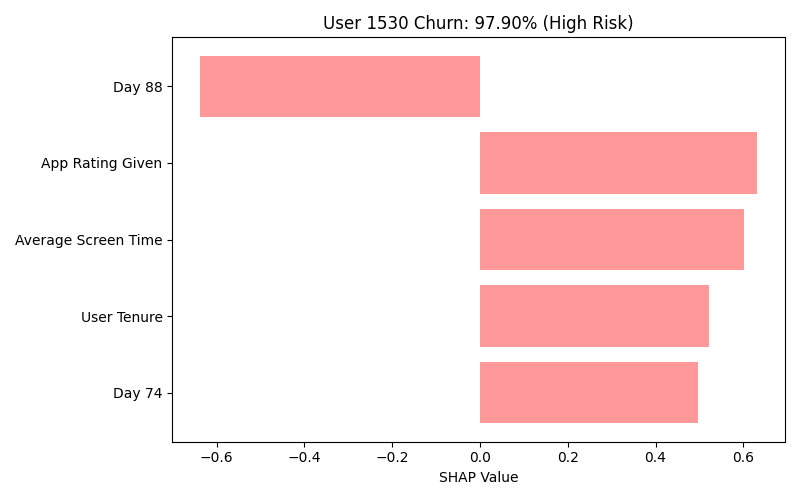 User 1530 Churn: 97.90% (High Risk)
Day 88
App Rating Given
Average Screen Time
User Tenure
Day 74
−0.6 −0.4 −0.2 0.0 0.2 0.4 0.6
SHAP Value